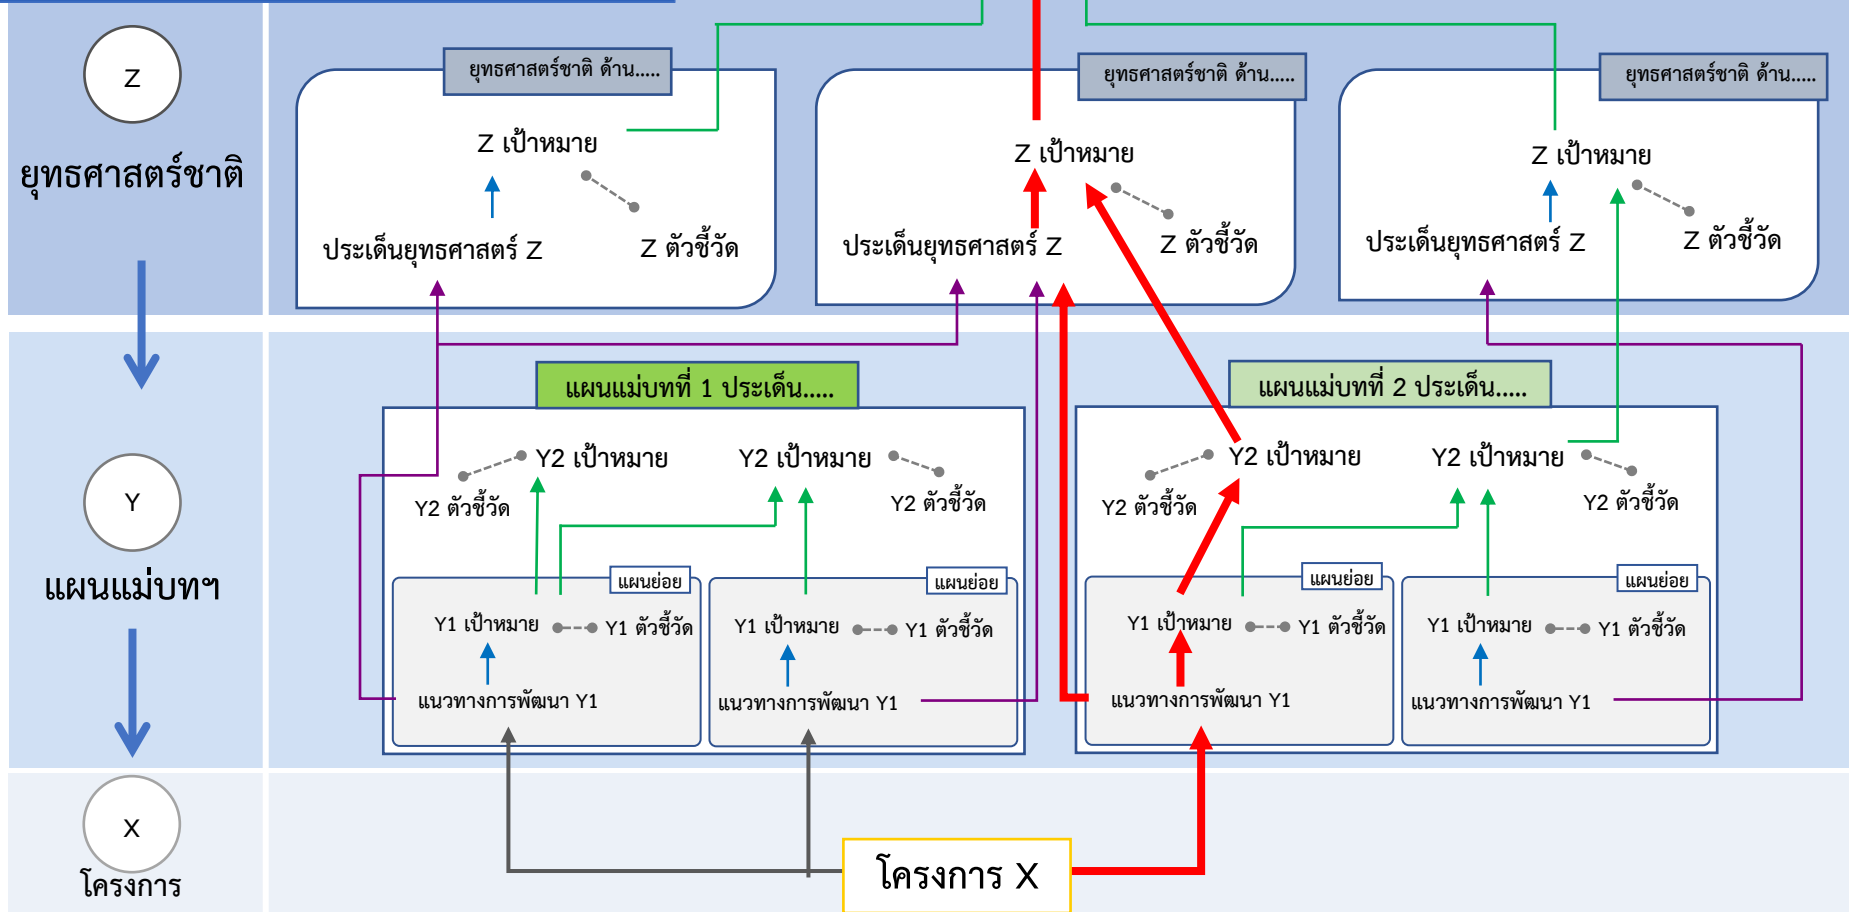 Z
ยุทธศาสตร์ชาติ
ยุทธศาสตร์ชาติ ด้าน.....
Z เป้าหมาย
ประเด็นยุทธศาสตร์ Z
Z ตัวชี้วัด
ยุทธศาสตร์ชาติ ด้าน.....
Z เป้าหมาย
ประเด็นยุทธศาสตร์ Z
Z ตัวชี้วัด
ยุทธศาสตร์ชาติ ด้าน.....
Z เป้าหมาย
ประเด็นยุทธศาสตร์ Z
Z ตัวชี้วัด
Y
แผนแม่บทฯ
แผนแม่บทที่ 1 ประเด็น.....
Y2 เป้าหมาย
Y2 ตัวชี้วัด
Y2 เป้าหมาย
Y2 ตัวชี้วัด
แผนย่อย
Y1 เป้าหมาย
Y1 ตัวชี้วัด
แนวทางการพัฒนา Y1
แผนย่อย
Y1 เป้าหมาย
Y1 ตัวชี้วัด
แนวทางการพัฒนา Y1
แผนแม่บทที่ 2 ประเด็น.....
Y2 เป้าหมาย
Y2 ตัวชี้วัด
Y2 เป้าหมาย
Y2 ตัวชี้วัด
แผนย่อย
Y1 เป้าหมาย
Y1 ตัวชี้วัด
แนวทางการพัฒนา Y1
แผนย่อย
Y1 เป้าหมาย
Y1 ตัวชี้วัด
แนวทางการพัฒนา Y1
X
โครงการ
โครงการ X